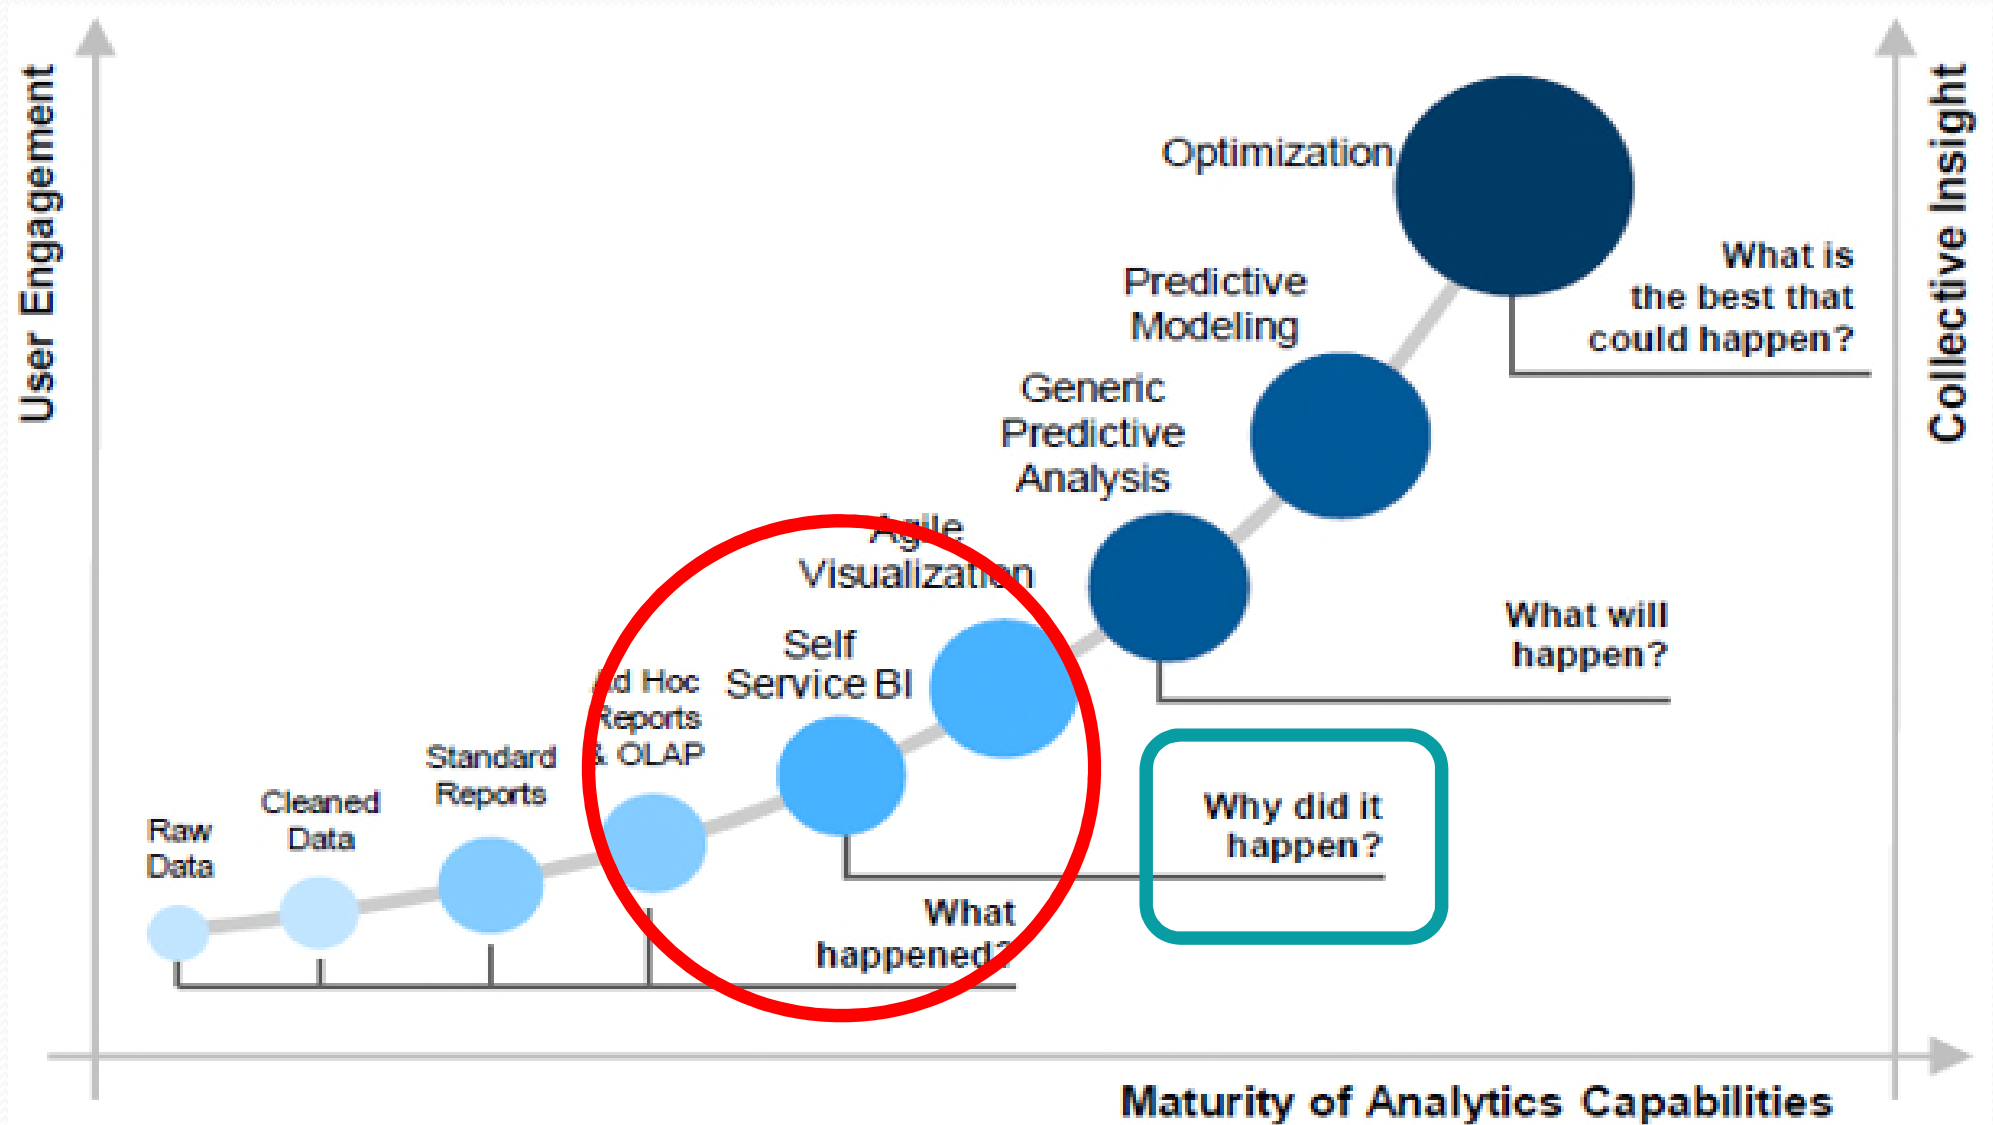 User Engagement
Collective Insight
Optimization
What is
the best that
could happen?
Predictive
Modeling
Generic
Predictive
Analysis
What will
happen?
Agile
Visualization
Self
Service BI
Why did it
happen?
Ad Hoc
Reports
& OLAP
Standard
Reports
Cleaned
Data
Raw
Data
What
happened?
Maturity of Analytics Capabilities